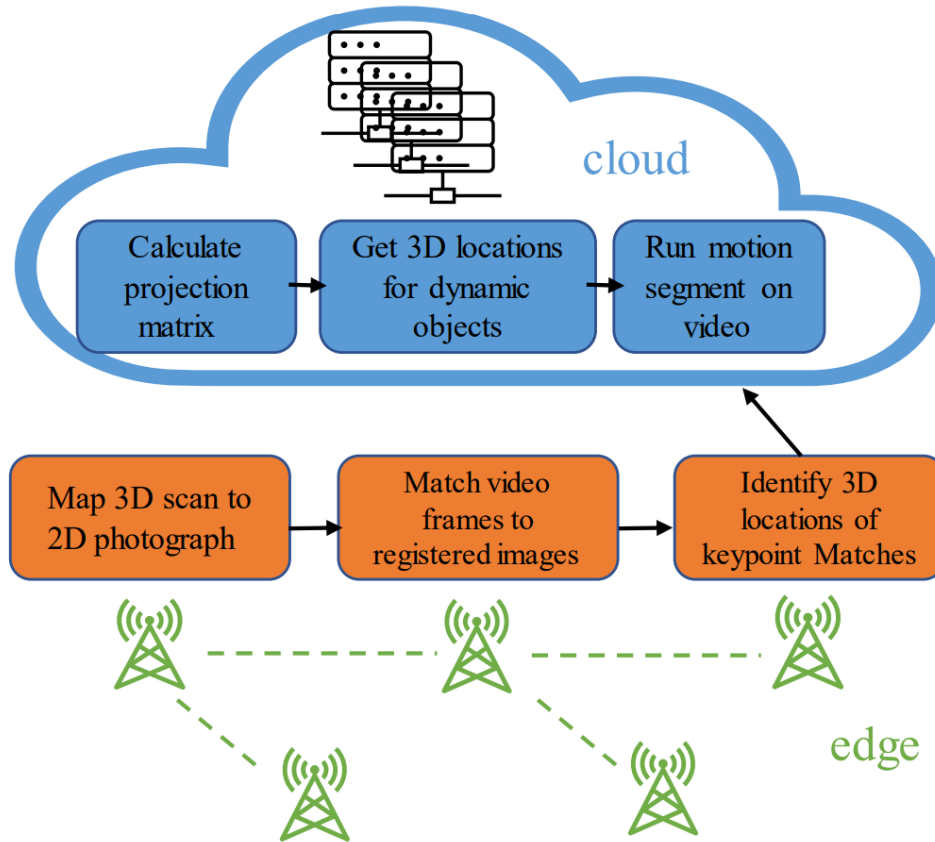 cloud
Calculate
projection
matrix
Get 3D locations
for dynamic
objects
Run motion
segment on
video
Map 3D scan to
2D photograph
Match video
frames to
registered images
Identify 3D
locations of
keypoint Matches
edge